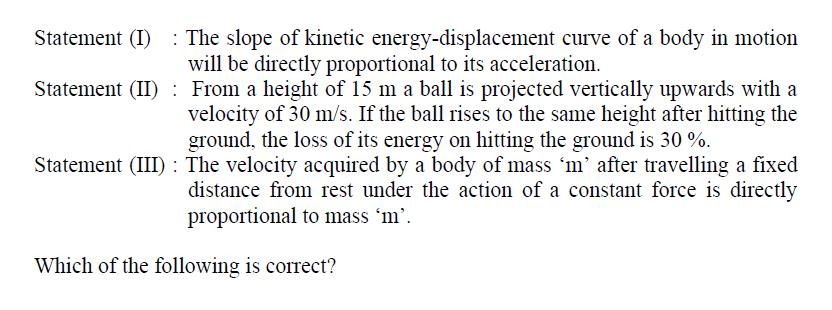 Statement (I) : The slope of kinetic energy-displacement curve of a body in motion
will be directly proportional to its acceleration.
Statement (II) : From a height of 15 m a ball is projected vertically upwards with a
velocity of 30 m/s. If the ball rises to the same height after hitting the
ground, the loss of its energy on hitting the ground is 30 %.
Statement (III) : The velocity acquired by a body of mass ‘m’ after travelling a fixed
distance from rest under the action of a constant force is directly
proportional to mass ‘m’.
Which of the following is correct?